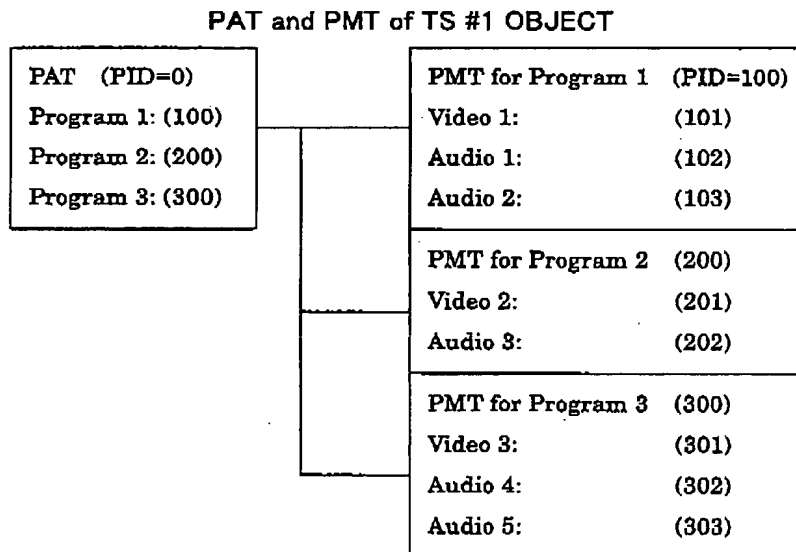 PAT and PMT of TS #1 OBJECT
PAT (PID=0)
Program 1: (100)
Program 2: (200)
Program 3: (300)
PMT for Program 1 (PID=100)
Video 1: (101)
Audio 1: (102)
Audio 2: (103)
PMT for Program 2 (200)
Video 2: (201)
Audio 3: (202)
PMT for Program 3 (300)
Video 3: (301)
Audio 4: (302)
Audio 5: (303)